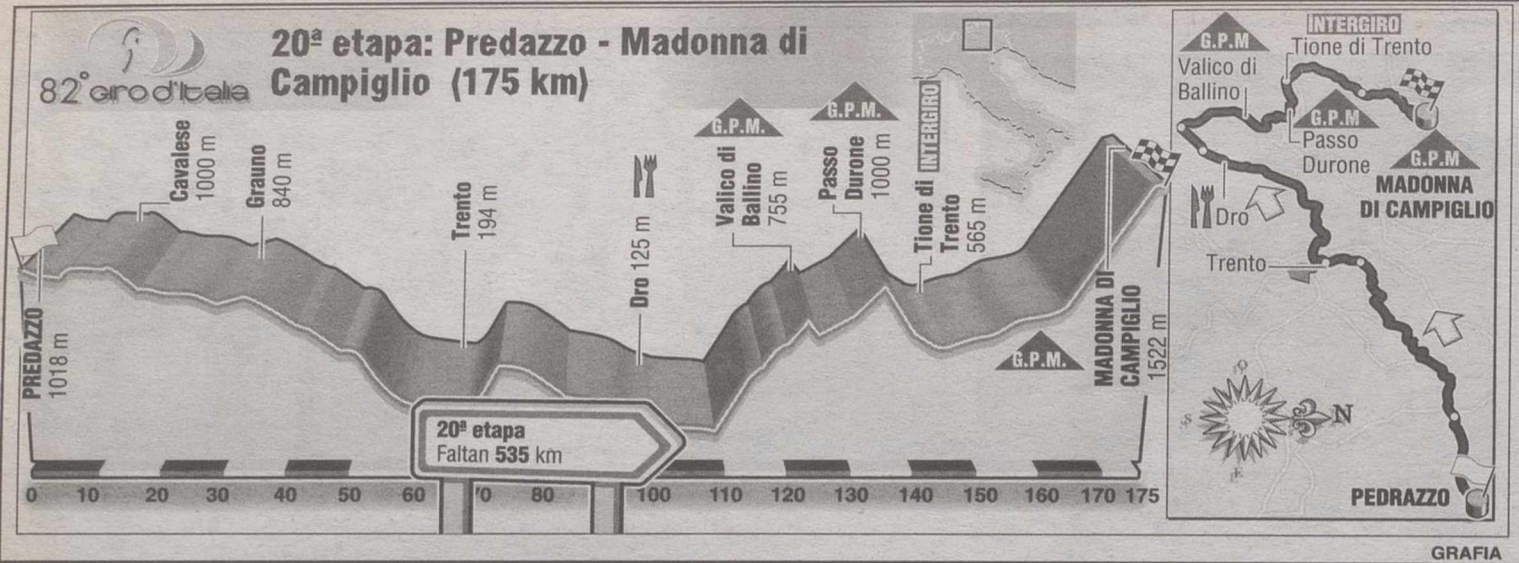 82º Giro d'Italia
20ª etapa: Predazzo - Madonna di
Campiglio (175 km)
PREDAZZO
1018 m
Cavalese
1000 m
Grauno
840 m
Trento
194 m
Dro 125 m
G.P.M.
Valico di
Ballino
755 m
G.P.M.
Passo
Durone
1000 m
INTERGIRO
Tione di
Trento
565 m
G.P.M.
MADONNA DI
CAMPIGLIO
1522 m
20ª etapa
Faltan 535 km
0 10 20 30 40 50 60 70 80 100 110 120 130 140 150 160 170 175
G.P.M
Valico di
Ballino
INTERGIRO
Tione di Trento
G.P.M
Passo
Durone
G.P.M
MADONNA
DI CAMPIGLIO
Dro
Trento
N
PEDRAZZO
GRAFIA